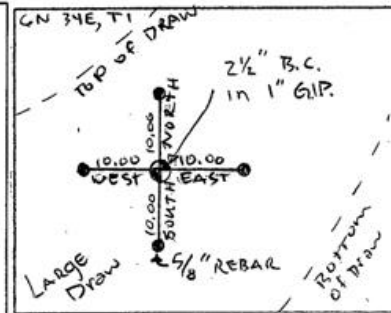 GN 34E, T1
Top of DRAW
2½" B.C.
in 1" G.I.P.
10.00 NORTH
10.00 WEST
10.00 EAST
10.00 SOUTH
5/8" REBAR
LARGE
Draw
Bottom
of Draw